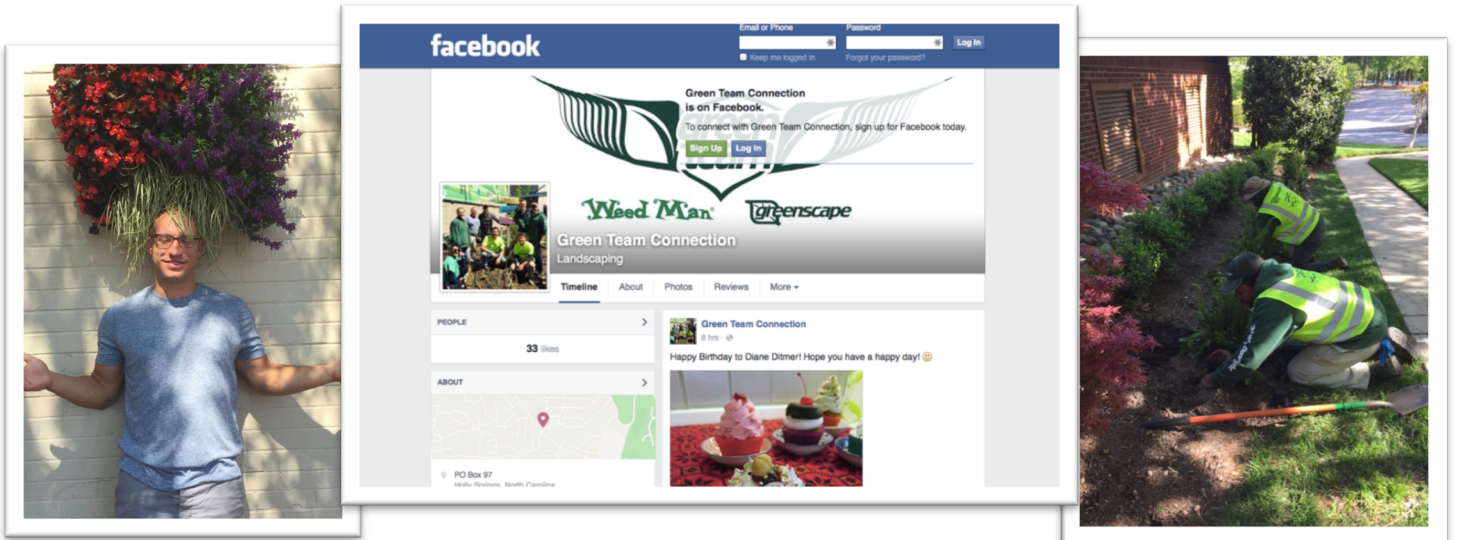 facebook
Email or Phone
Password
Log In
Keep me logged in
Forgot your password?
Green Team Connection
is on Facebook.
To connect with Green Team Connection, sign up for Facebook today.
Sign Up
Log In
green
team
Weed Man
greenscape
Green Team Connection
Landscaping
Timeline
About
Photos
Reviews
More
PEOPLE
33 likes
ABOUT
PO Box 97
Holly Springs, North Carolina
Green Team Connection
8 hrs
Happy Birthday to Diane Ditmer! Hope you have a happy day!